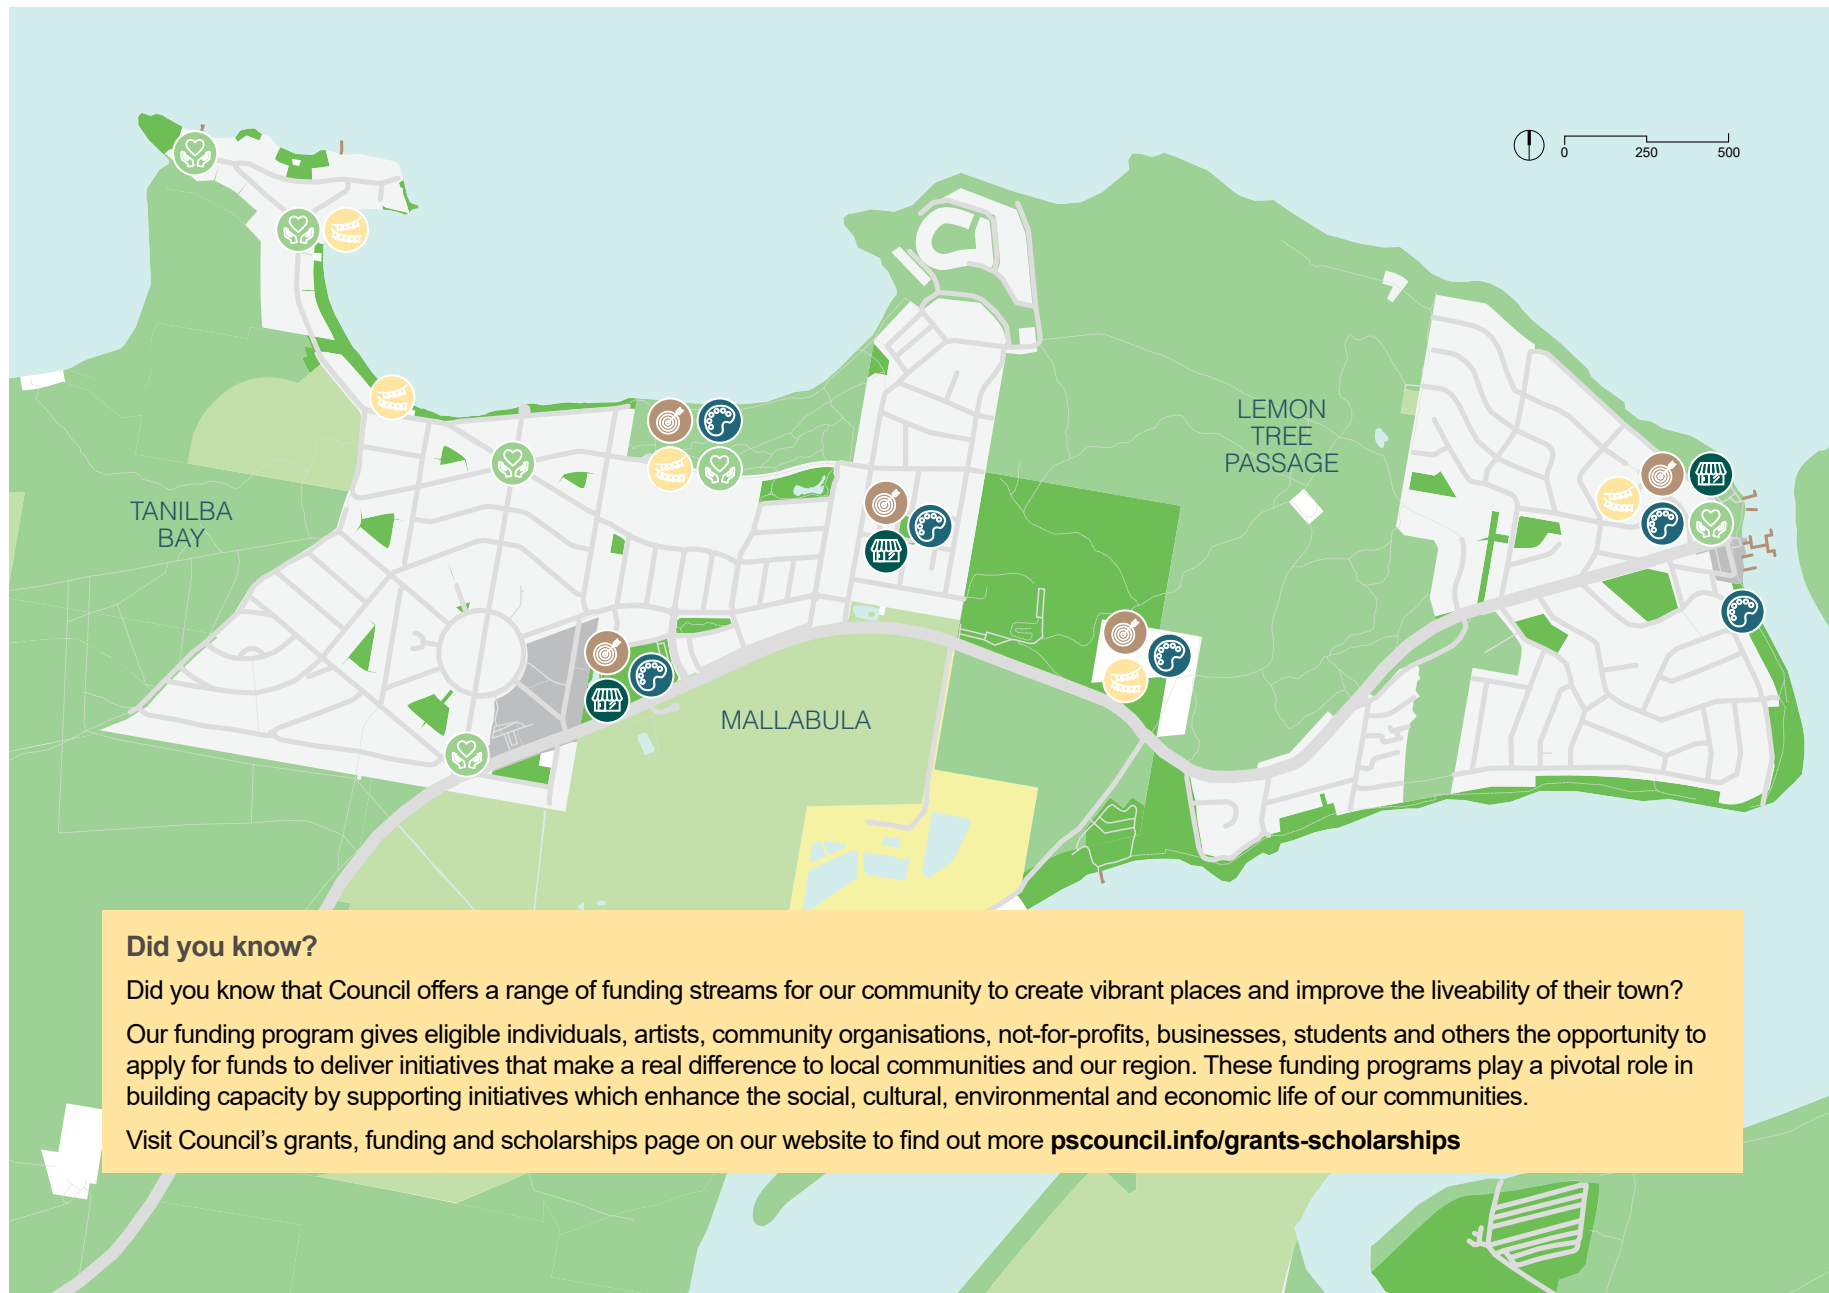 0 250 500
LEMON
TREE
PASSAGE
TANILBA
BAY
MALLABULA
Did you know?
Did you know that Council offers a range of funding streams for our community to create vibrant places and improve the liveability of their town?
Our funding program gives eligible individuals, artists, community organisations, not-for-profits, businesses, students and others the opportunity to
apply for funds to deliver initiatives that make a real difference to local communities and our region. These funding programs play a pivotal role in
building capacity by supporting initiatives which enhance the social, cultural, environmental and economic life of our communities.
Visit Council’s grants, funding and scholarships page on our website to find out more pscouncil.info/grants-scholarships